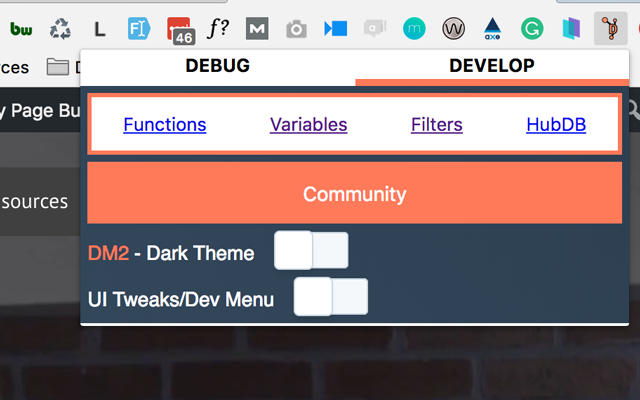 bw L FI 46 f? M a m W axe G
rces D
DEBUG DEVELOP
y Page Bu
Functions Variables Filters HubDB
sources
Community
DM2 - Dark Theme
UI Tweaks/Dev Menu